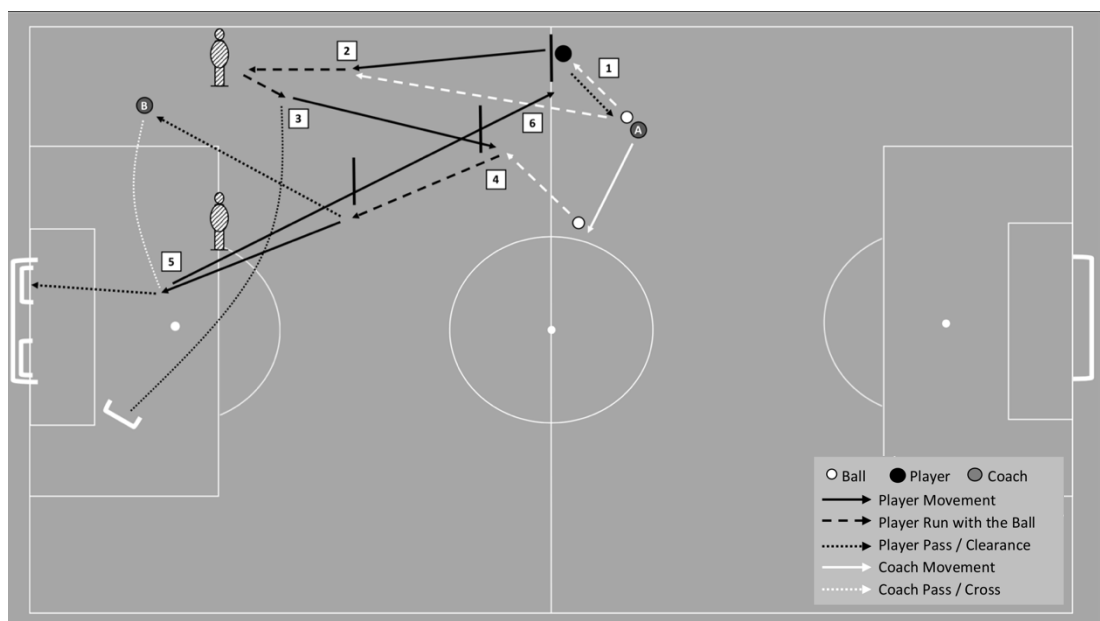 2
1
B
3
6
A
4
5
Ball Player Coach
Player Movement
Player Run with the Ball
Player Pass / Clearance
Coach Movement
Coach Pass / Cross